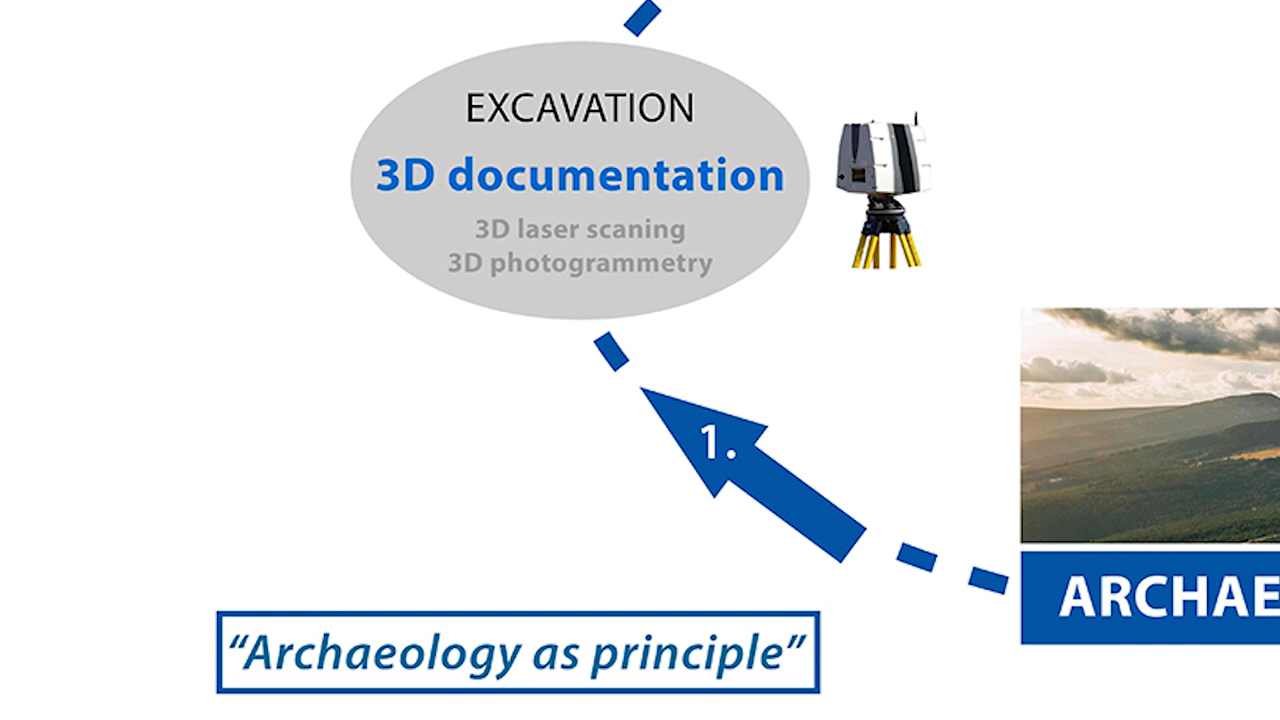 EXCAVATION
3D documentation
3D laser scaning
3D photogrammetry
1.
ARCHAE
“Archaeology as principle”